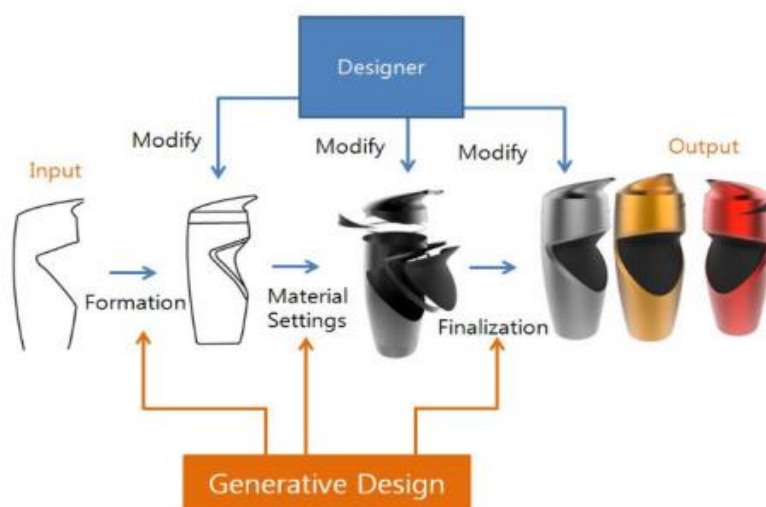 Designer
Modify
Modify
Modify
Input
Output
Formation
Material
Settings
Finalization
Generative Design